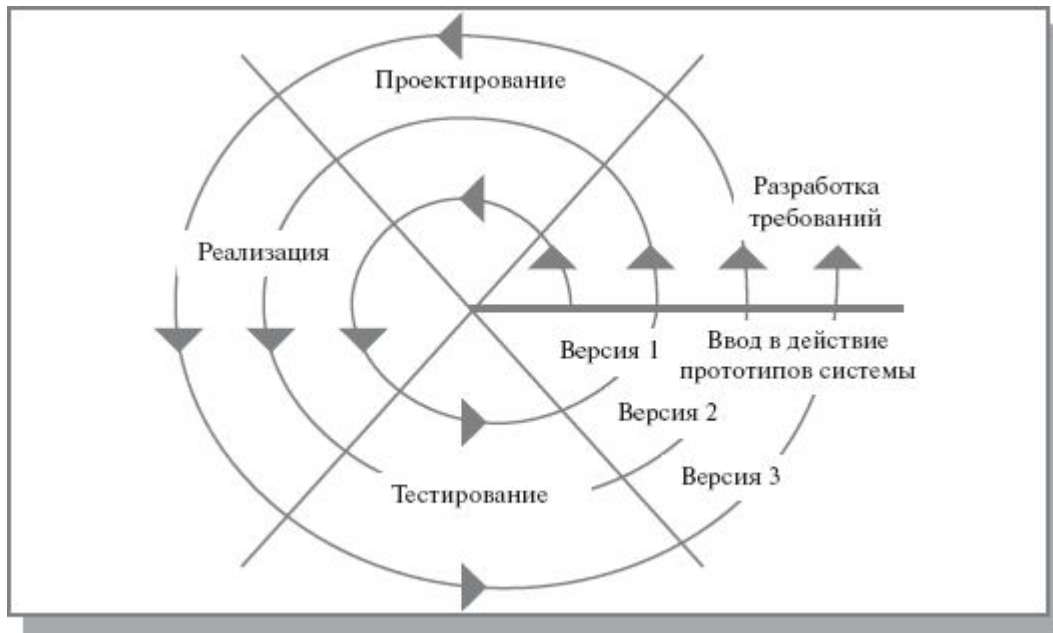 Проектирование
Разработка
требований
Реализация
Версия 1
Ввод в действие
прототипов системы
Версия 2
Версия 3
Тестирование